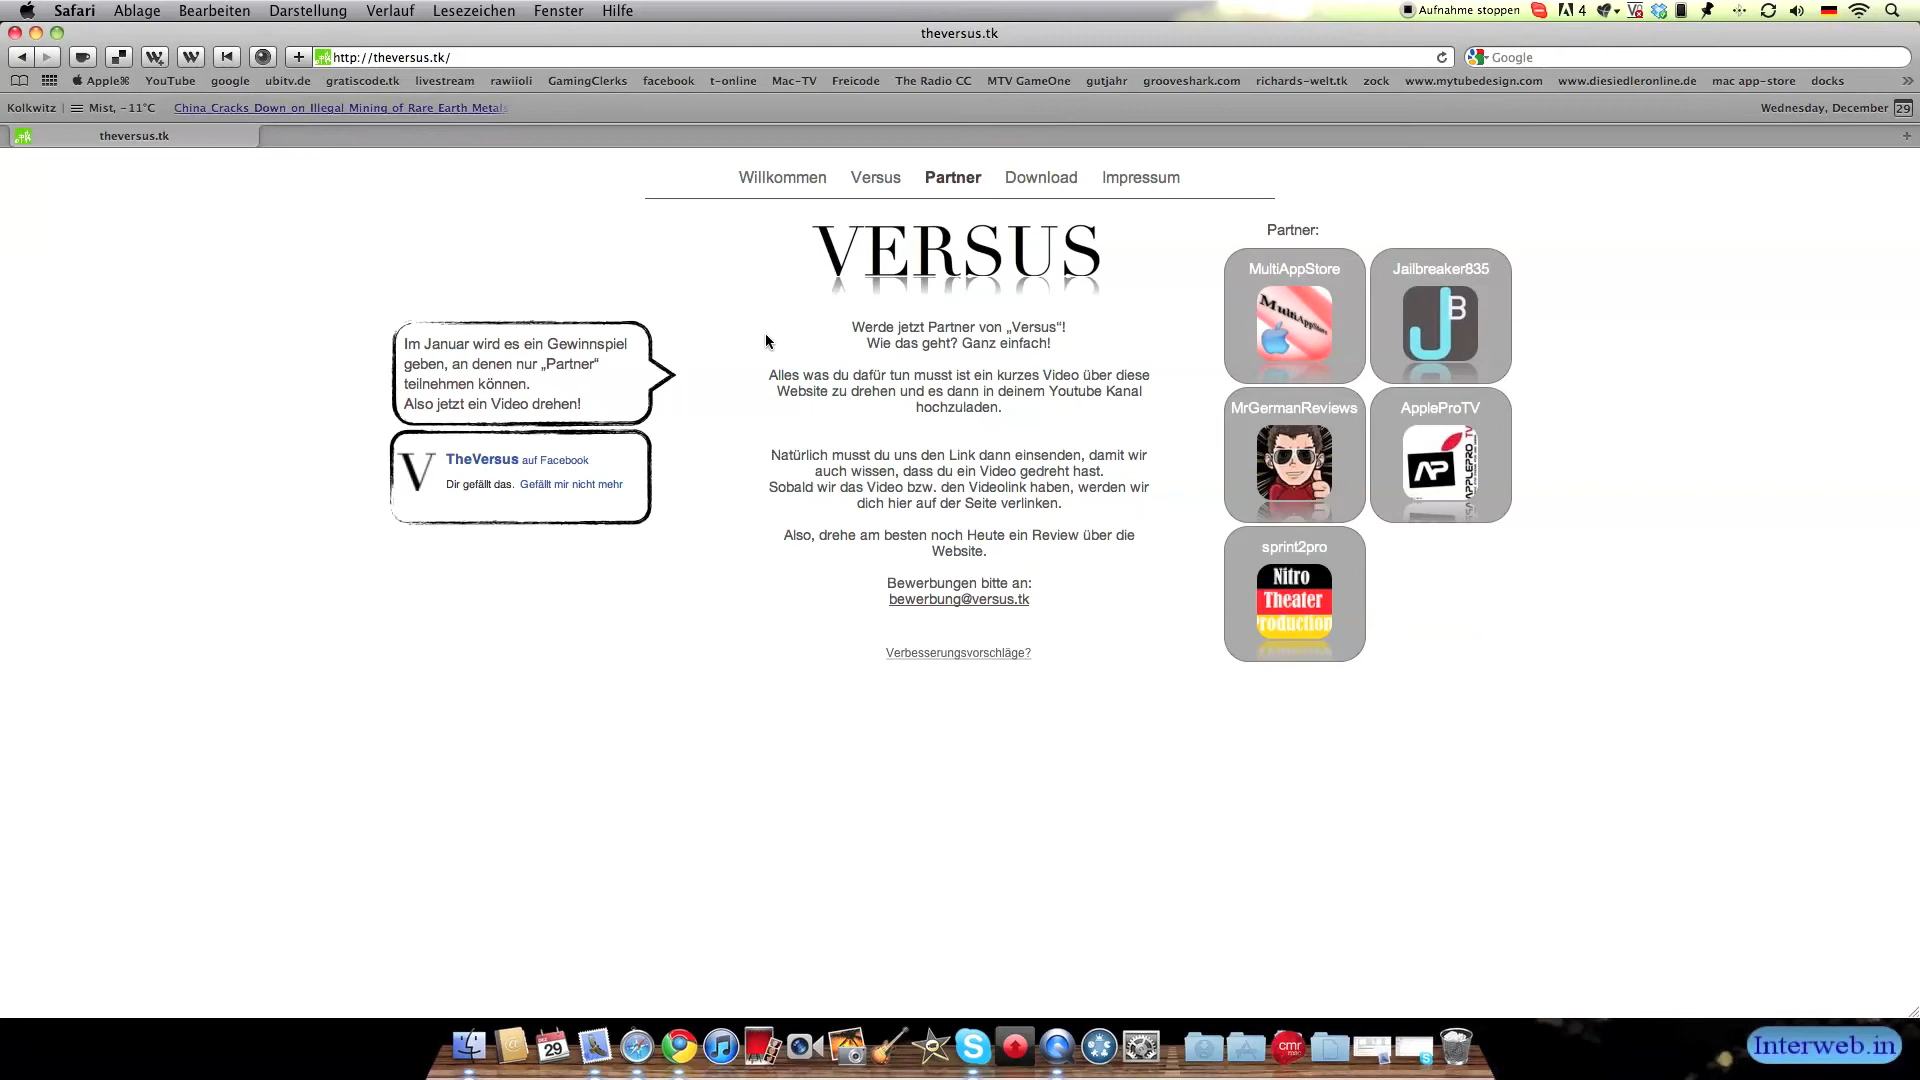 Safari Ablage Bearbeiten Darstellung Verlauf Lesezeichen Fenster Hilfe
Aufnahme stoppen
4
theversus.tk
http://theversus.tk/
Google
Apple⌘ YouTube google ubitv.de gratiscode.tk livestream rawiioli GamingClerks facebook t-online Mac-TV Freicode The Radio CC MTV GameOne gutjahr grooveshark.com richards-welt.tk zock www.mytubedesign.com www.diesiedleronline.de mac app-store docks
Kolkwitz Mist, -11°C China Cracks Down on Illegal Mining of Rare Earth Metals
Wednesday, December 29
theversus.tk
Willkommen Versus Partner Download Impressum
VERSUS
Im Januar wird es ein Gewinnspiel
geben, an denen nur „Partner“
teilnehmen können.
Also jetzt ein Video drehen!
V
TheVersus auf Facebook
Dir gefällt das. Gefällt mir nicht mehr
Werde jetzt Partner von „Versus“!
Wie das geht? Ganz einfach!
Alles was du dafür tun musst ist ein kurzes Video über diese
Website zu drehen und es dann in deinem Youtube Kanal
hochzuladen.
Natürlich musst du uns den Link dann einsenden, damit wir
auch wissen, dass du ein Video gedreht hast.
Sobald wir das Video bzw. den Videolink haben, werden wir
dich hier auf der Seite verlinken.
Also, drehe am besten noch Heute ein Review über die
Website.
Bewerbungen bitte an:
bewerbung@versus.tk
Verbesserungsvorschläge?
Partner:
MultiAppStore
MultiAppStore
Jailbreaker835
JB
MrGermanReviews
AppleProTV
AP
APPLEPRO TV
sprint2pro
Nitro
Theater
Production
29
cmr
mac
Interweb.in